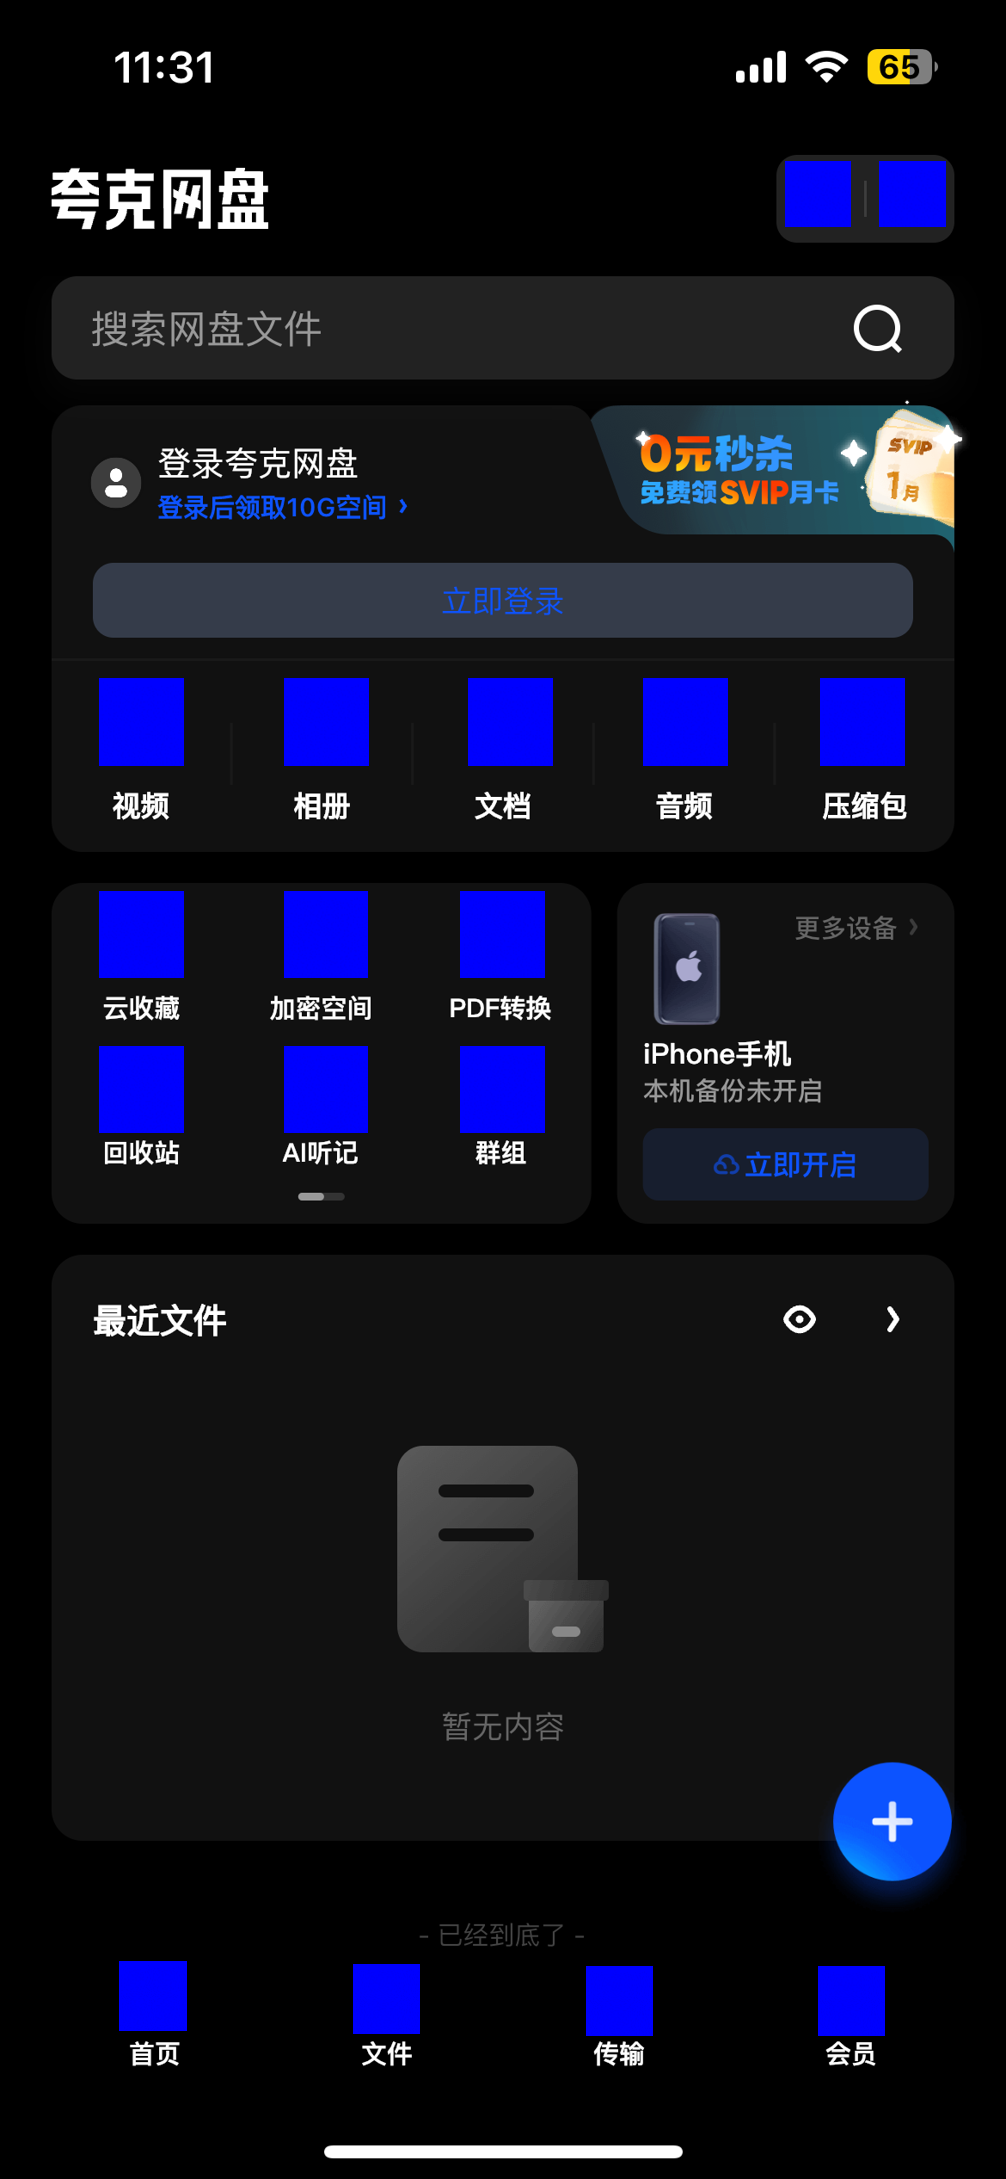 11:31
65
夸克网盘
搜索网盘文件
登录夸克网盘
登录后领取10G空间
0元秒杀
免费领SVIP月卡
SVIP
1月
立即登录
视频
相册
文档
音频
压缩包
云收藏
加密空间
PDF转换
回收站
AI听记
群组
更多设备
iPhone手机
本机备份未开启
立即开启
最近文件
暂无内容
- 已经到底了 -
首页
文件
传输
会员